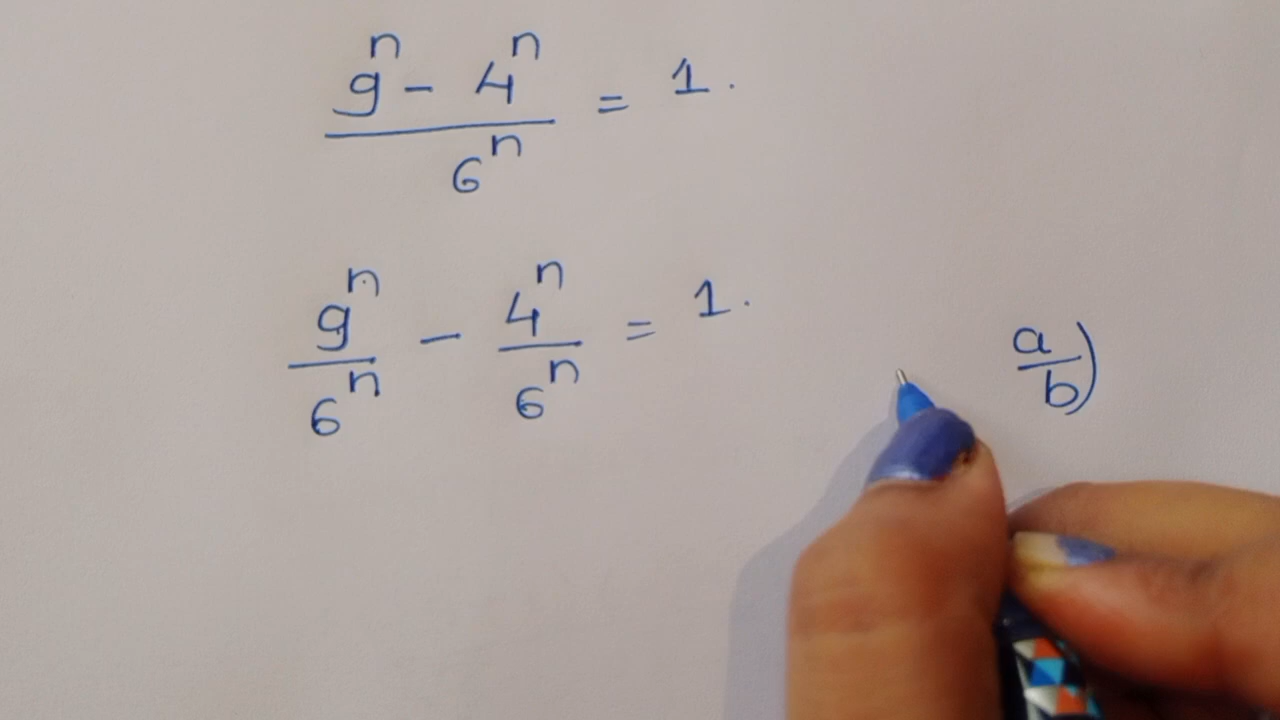 9^n - 4^n / 6^n = 1.
9^n / 6^n - 4^n / 6^n = 1.
a/b)